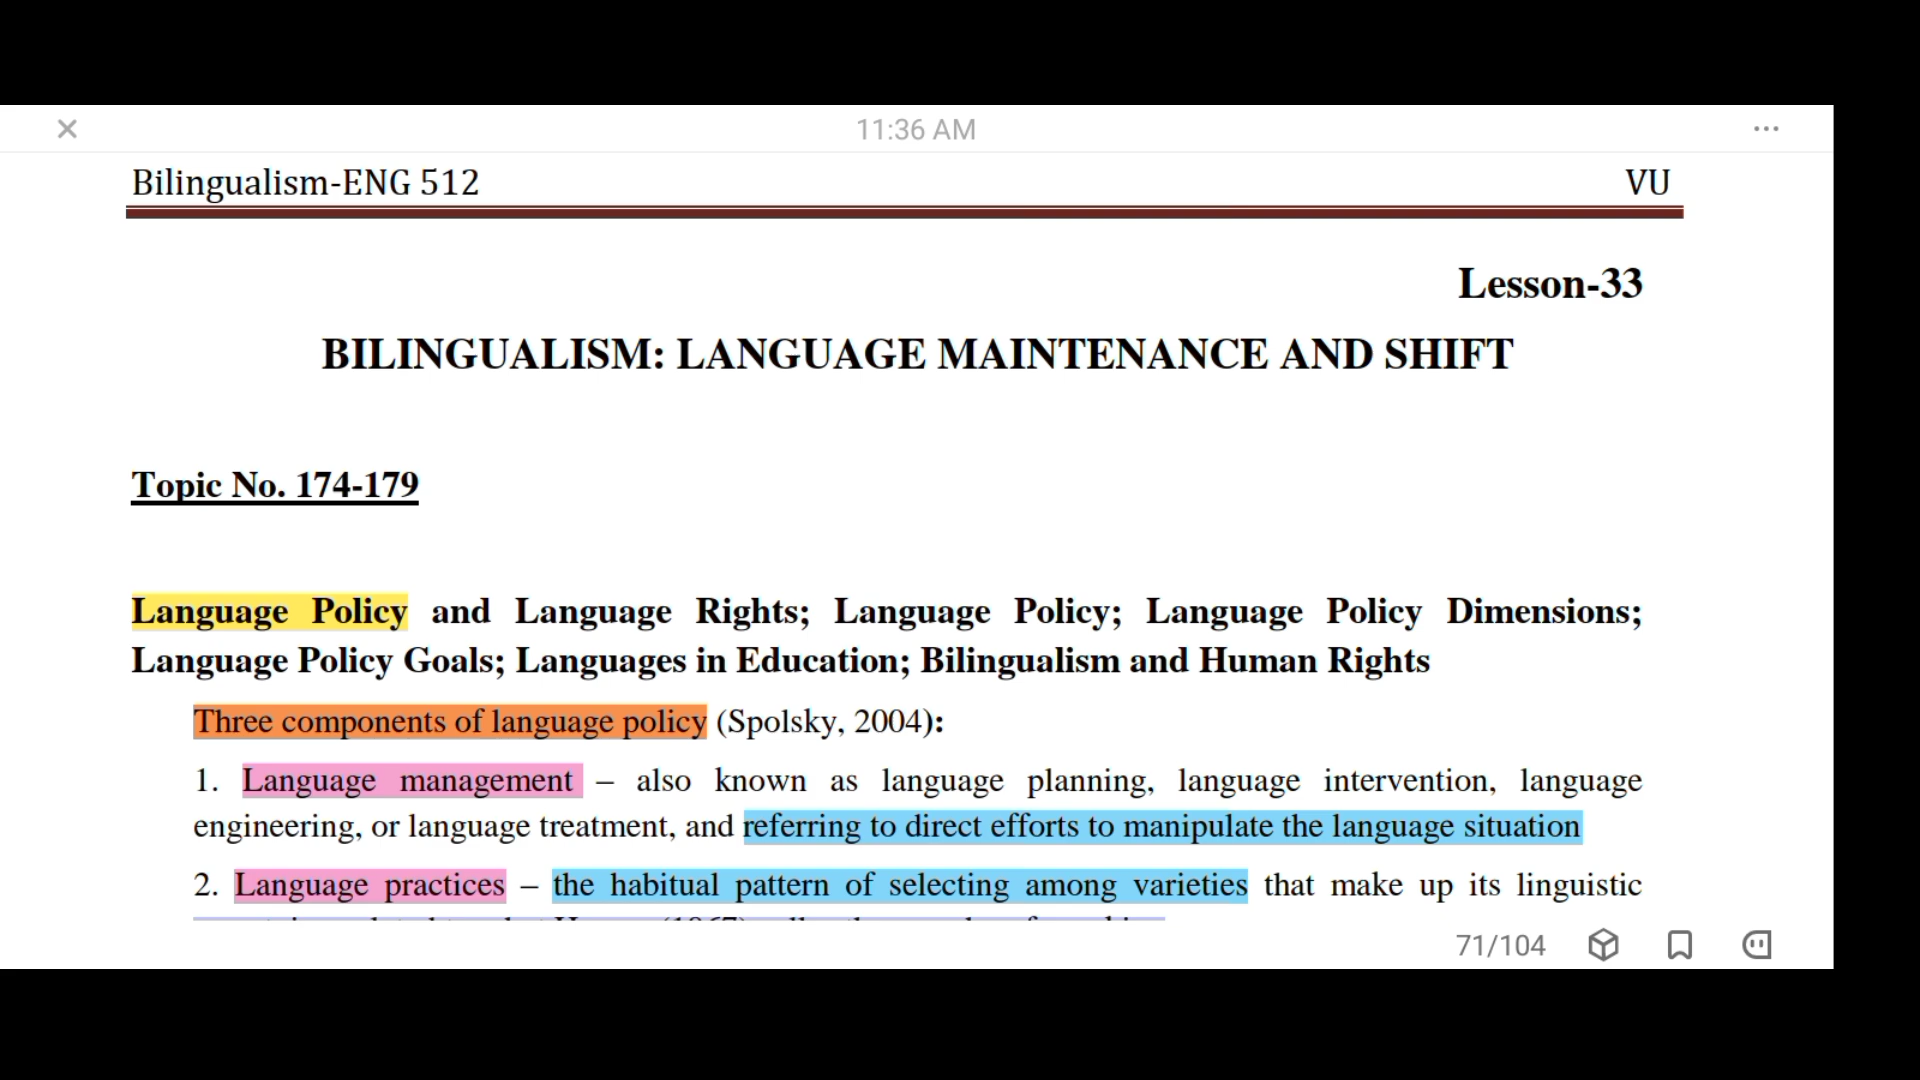 11:36 AM
Bilingualism-ENG 512 VU
Lesson-33
BILINGUALISM: LANGUAGE MAINTENANCE AND SHIFT
Topic No. 174-179
Language Policy and Language Rights; Language Policy; Language Policy Dimensions;
Language Policy Goals; Languages in Education; Bilingualism and Human Rights
Three components of language policy (Spolsky, 2004):
1. Language management – also known as language planning, language intervention, language
engineering, or language treatment, and referring to direct efforts to manipulate the language situation
2. Language practices – the habitual pattern of selecting among varieties that make up its linguistic
71/104